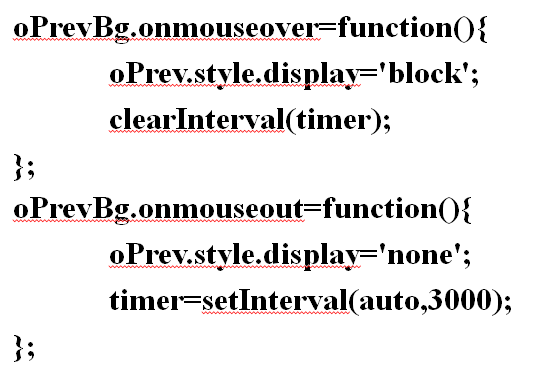 oPrevBg.onmouseover=function(){
oPrev.style.display='block';
clearInterval(timer);
};
oPrevBg.onmouseout=function(){
oPrev.style.display='none';
timer=setInterval(auto,3000);
};